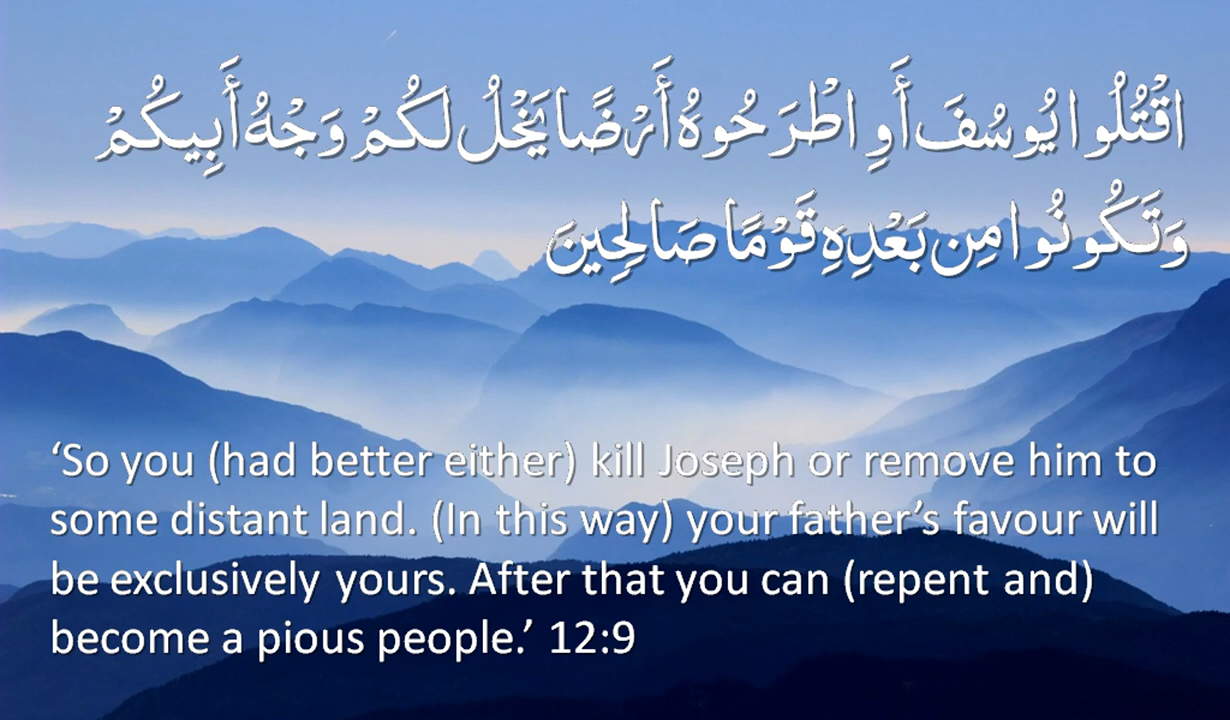 اقْتُلُوا يُوسُفَ أَوِ اطْرَحُوهُ أَرْضًا يَخْلُ لَكُمْ وَجْهُ أَبِيكُمْ
وَتَكُونُوا مِن بَعْدِهِ قَوْمًا صَالِحِينَ
‘So you (had better either) kill Joseph or remove him to
some distant land. (In this way) your father’s favour will
be exclusively yours. After that you can (repent and)
become a pious people.’ 12:9